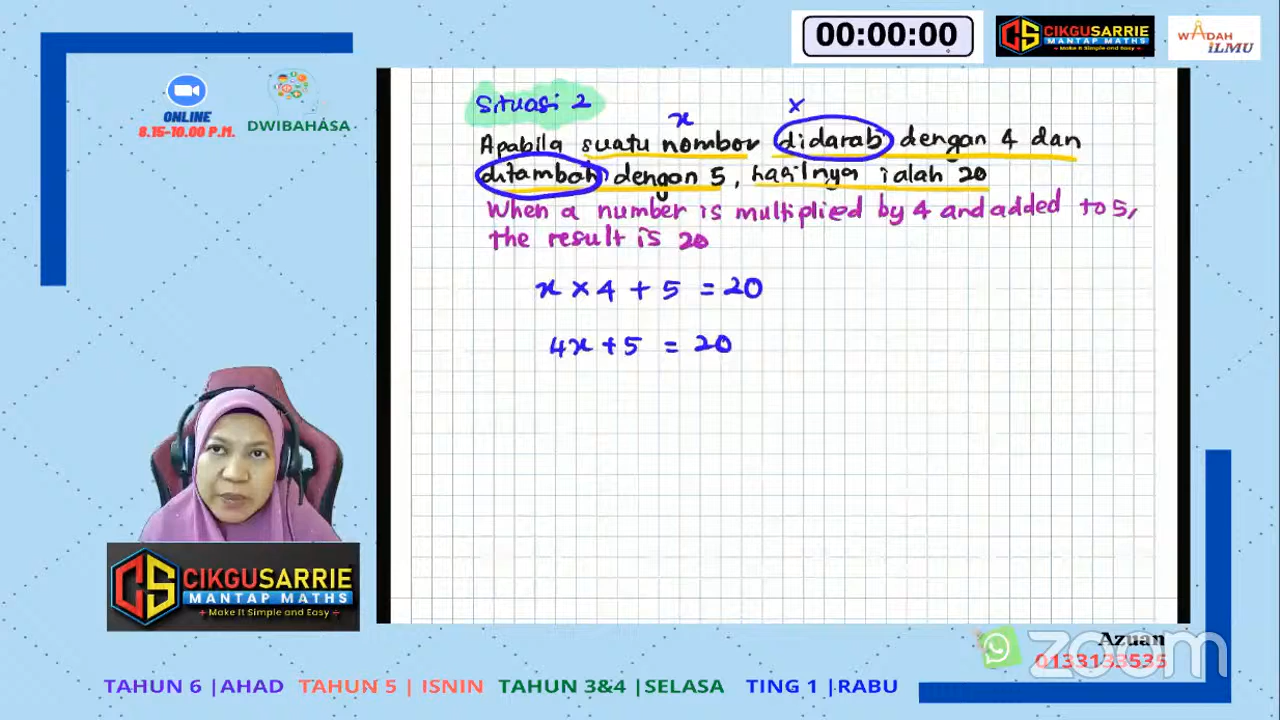 00:00:00
CS CIKGUSARRIE
MANTAP MATHS
Make It Simple and Easy
WADAH
iLMU
ONLINE
8.15-10.00 P.M.
DWIBAHASA
Situasi 2
x
x
Apabila suatu nombor didarab dengan 4 dan
ditambah dengan 5, hasilnya ialah 20
When a number is multiplied by 4 and added to 5,
the result is 20
x × 4 + 5 = 20
4x + 5 = 20
CS CIKGUSARRIE
MANTAP MATHS
+ Make It Simple and Easy +
Azuan
0133133535
zoom
TAHUN 6 |AHAD TAHUN 5 | ISNIN TAHUN 3&4 |SELASA TING 1 |RABU